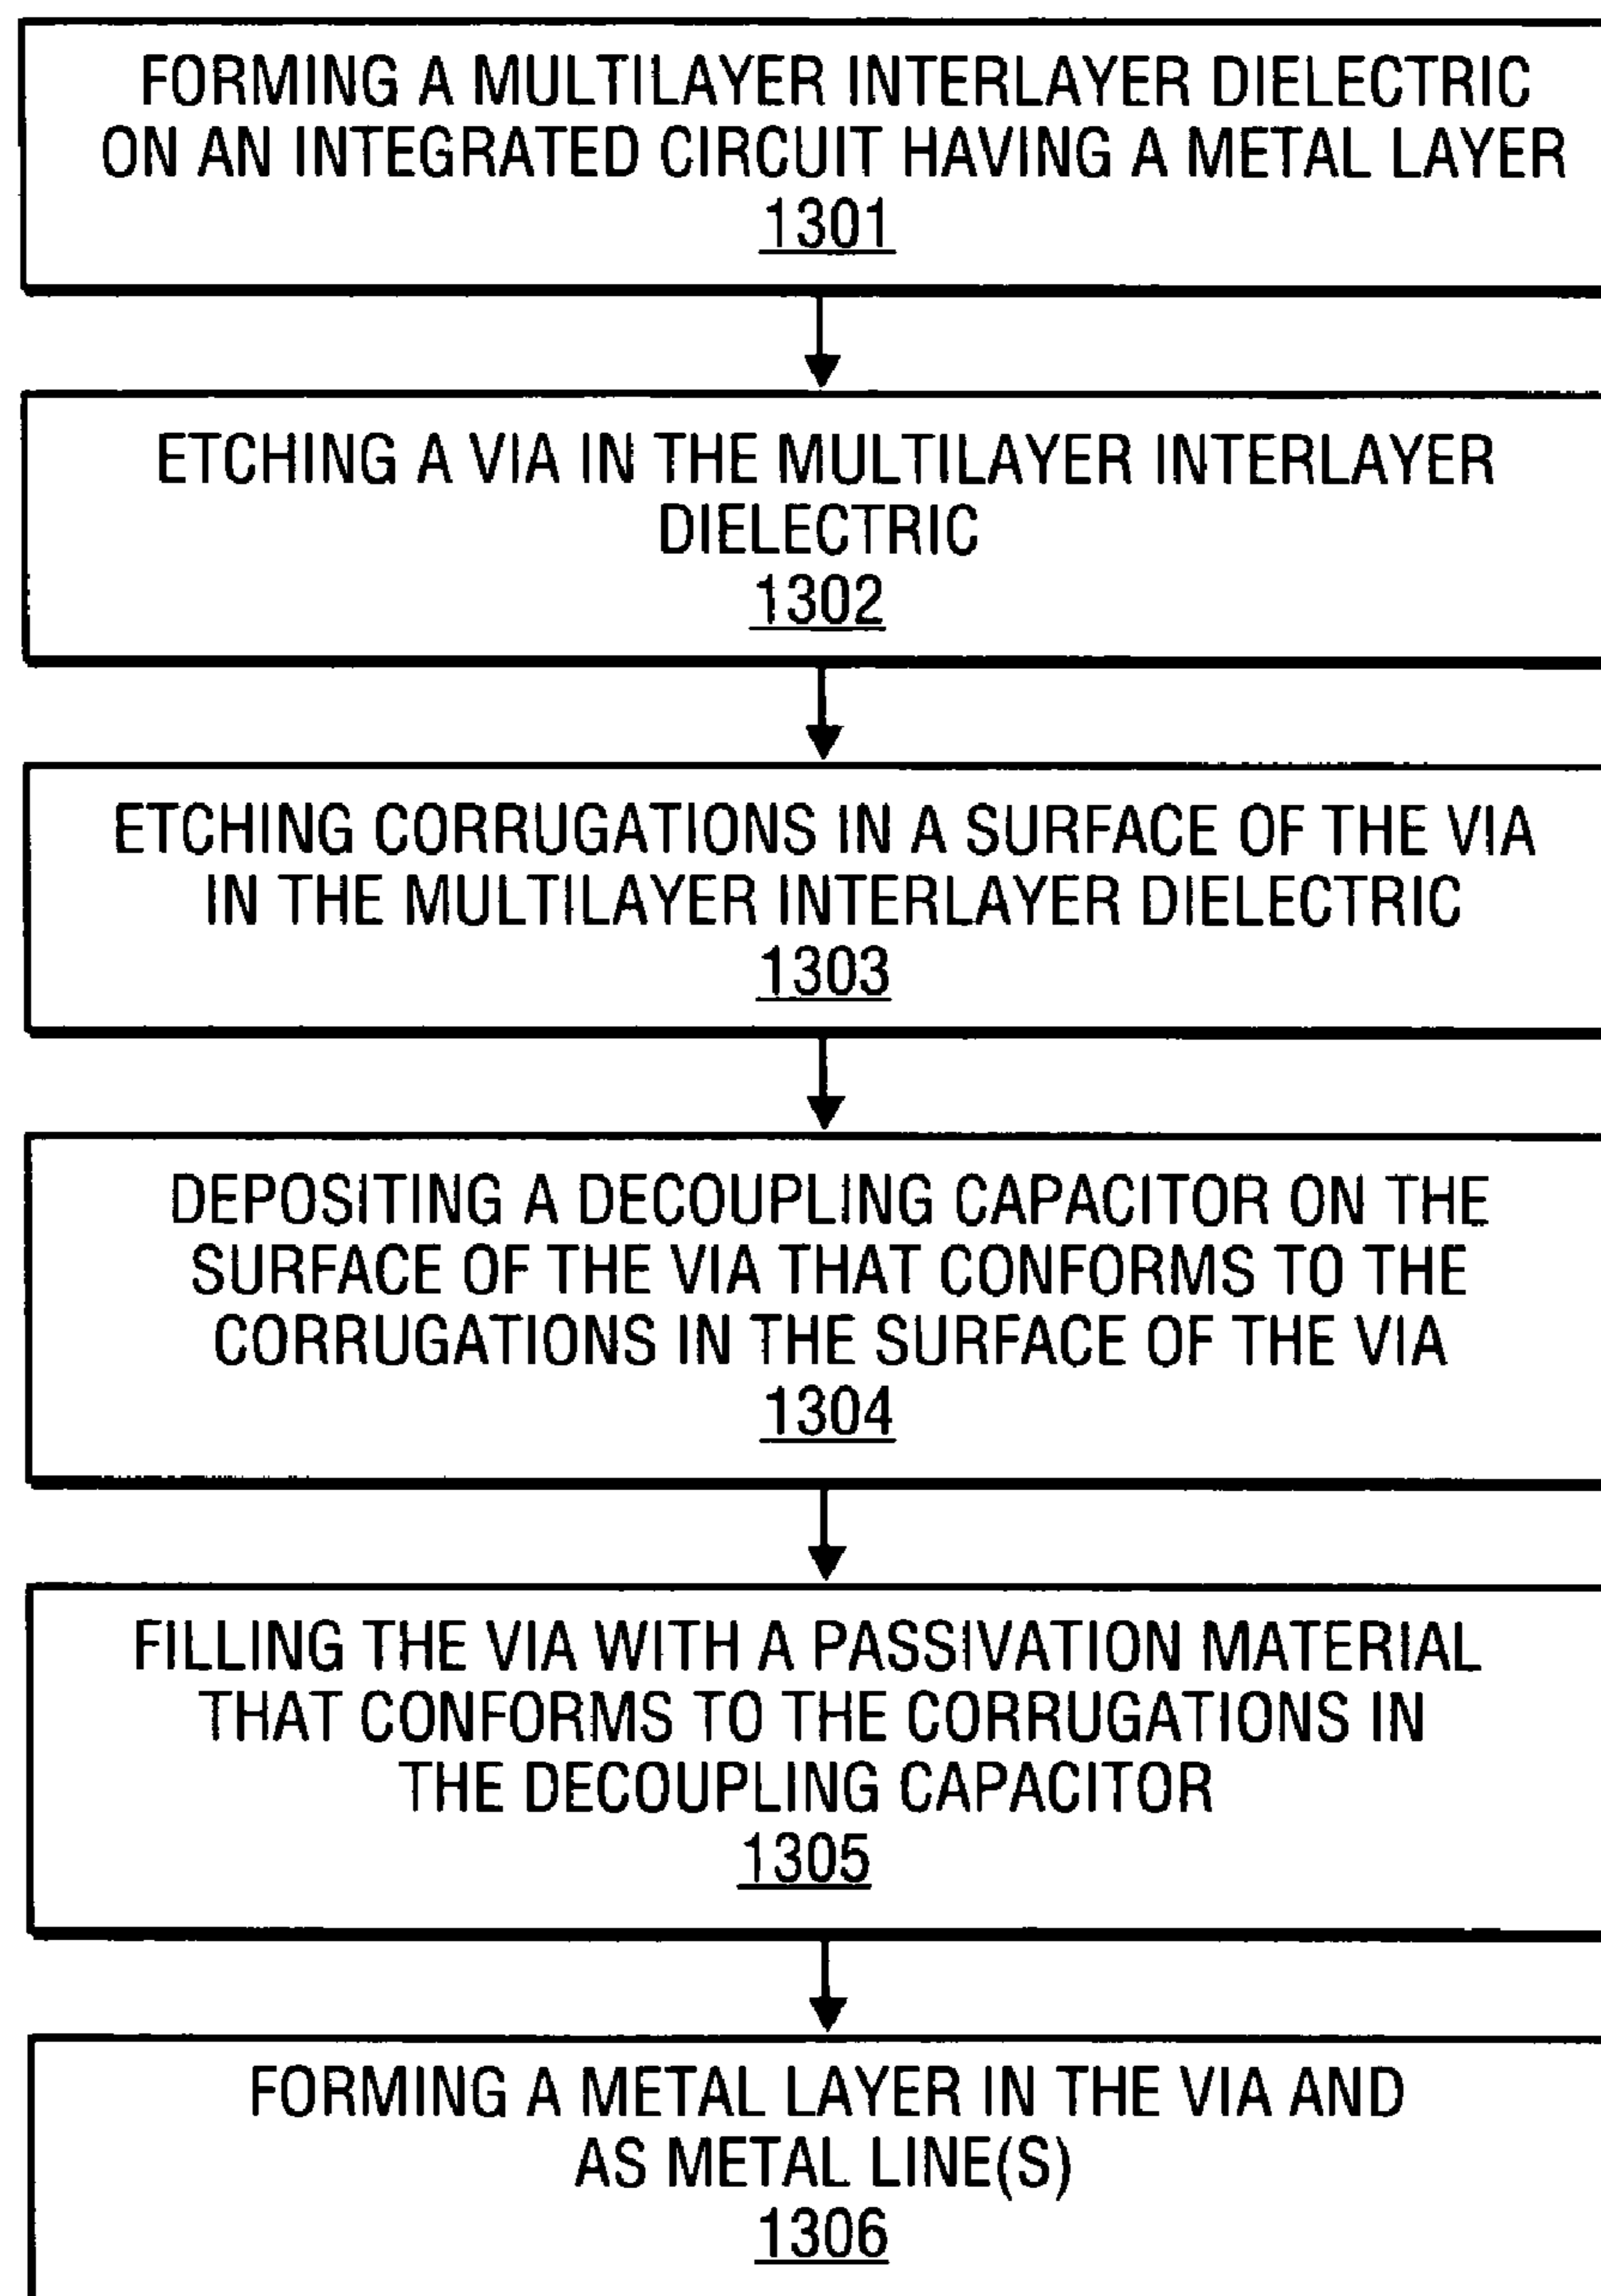 FORMING A MULTILAYER INTERLAYER DIELECTRIC
ON AN INTEGRATED CIRCUIT HAVING A METAL LAYER
1301
ETCHING A VIA IN THE MULTILAYER INTERLAYER
DIELECTRIC
1302
ETCHING CORRUGATIONS IN A SURFACE OF THE VIA
IN THE MULTILAYER INTERLAYER DIELECTRIC
1303
DEPOSITING A DECOUPLING CAPACITOR ON THE
SURFACE OF THE VIA THAT CONFORMS TO THE
CORRUGATIONS IN THE SURFACE OF THE VIA
1304
FILLING THE VIA WITH A PASSIVATION MATERIAL
THAT CONFORMS TO THE CORRUGATIONS IN
THE DECOUPLING CAPACITOR
1305
FORMING A METAL LAYER IN THE VIA AND
AS METAL LINE(S)
1306